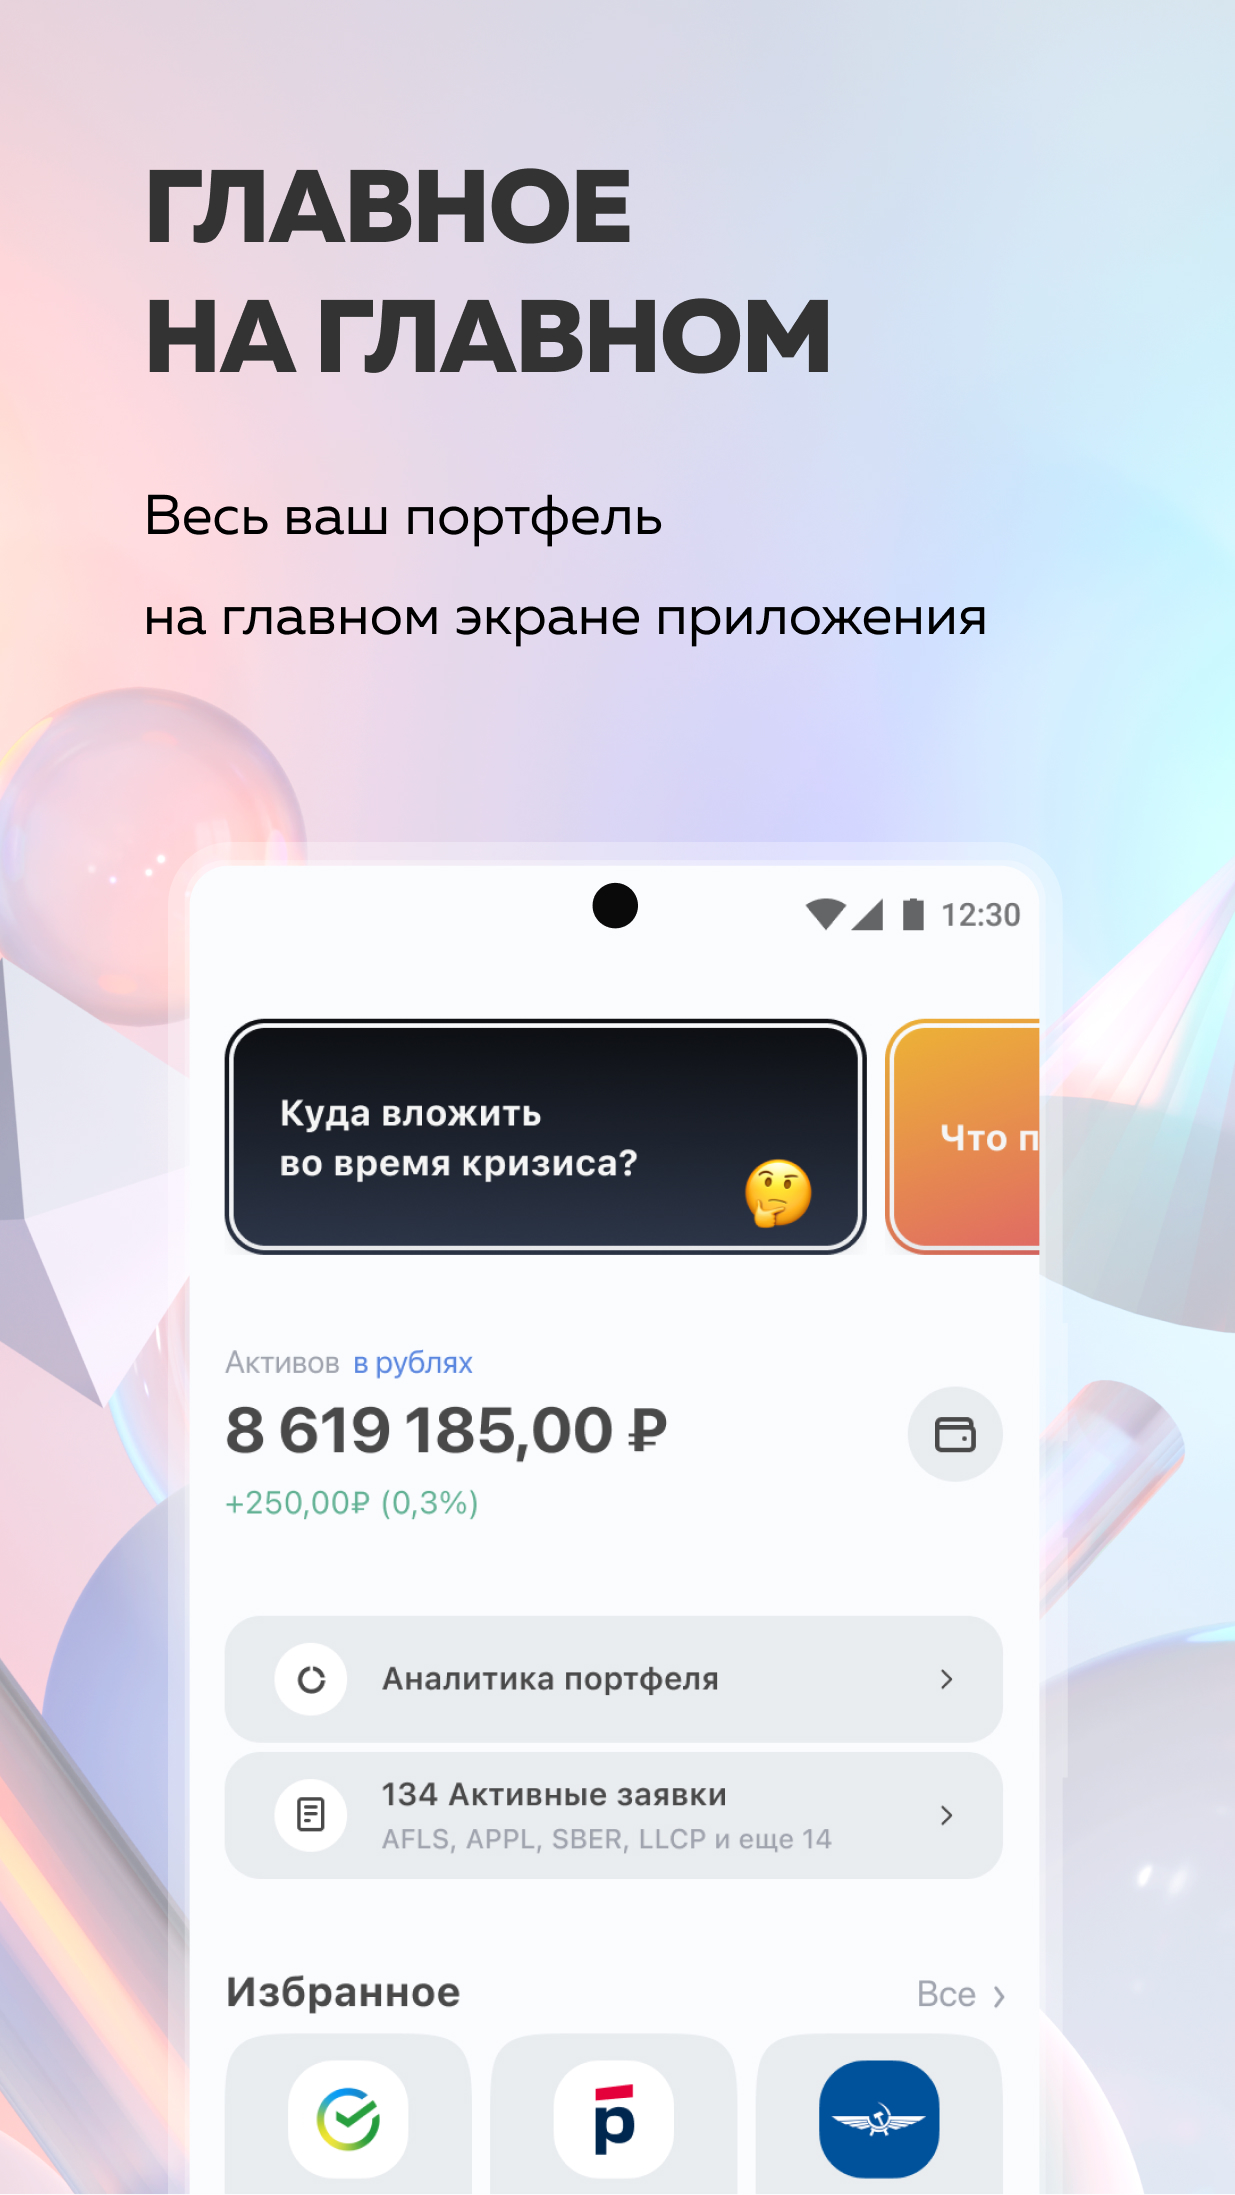 ГЛАВНОЕ
НА ГЛАВНОМ
Весь ваш портфель
на главном экране приложения
12:30
Куда вложить
во время кризиса?
Что п
Активов в рублях
8 619 185,00 ₽
+250,00₽ (0,3%)
Аналитика портфеля
134 Активные заявки
AFLS, APPL, SBER, LLCP и еще 14
Избранное
Все
p